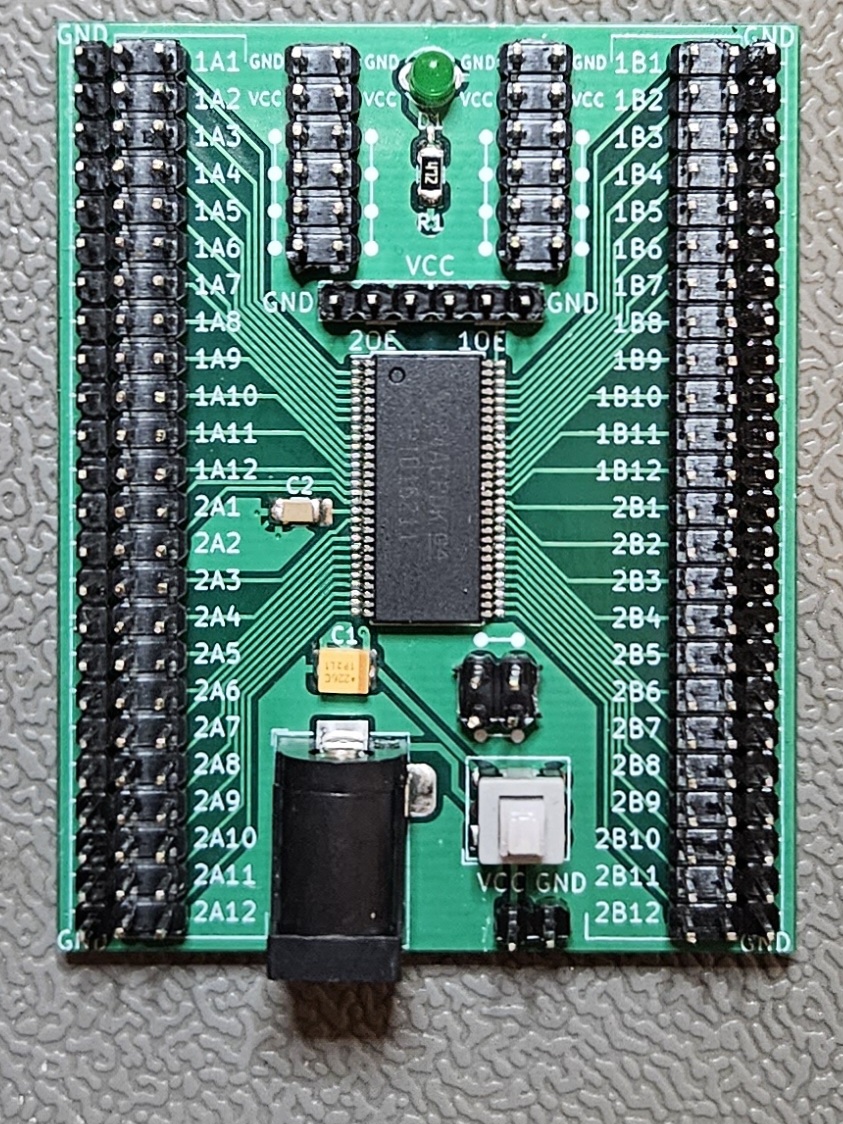 GND GND
1A1 GND GND GND GND 1B1
1A2 VCC VCC VCC VCC 1B2
1A3 1B3
1A4 1B4
1A5 1B5
R1
1A6 1B6
VCC
1A7 1B7
GND GND
1A8 1B8
2OE 1OE
1A9 1B9
1A10 1B10
1A11 1B11
1A12 1B12
C2
2A1 2B1
2A2 2B2
2A3 2B3
2A4 2B4
C1
2A5 2B5
2A6 2B6
2A7 2B7
2A8 2B8
2A9 2B9
2A10 2B10
2A11 VCC GND 2B11
2A12 2B12
GND GND